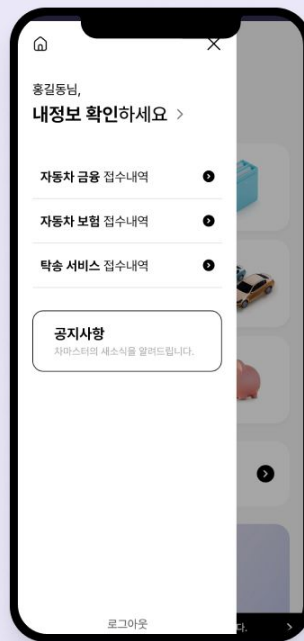 홍길동님,
내정보 확인하세요 >
자동차 금융 접수내역
자동차 보험 접수내역
탁송 서비스 접수내역
공지사항
차마스터의 새소식을 알려드립니다.
로그아웃
다.